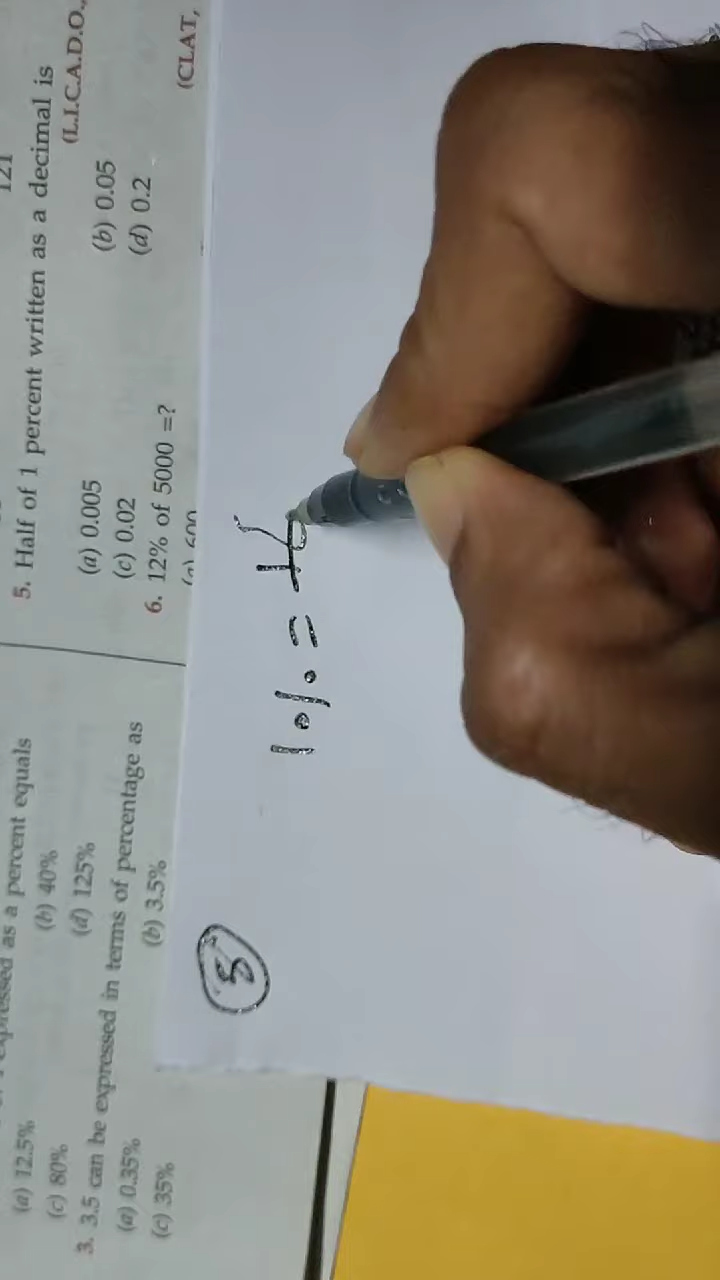 expressed as a percent equals
(a) 12.5% (b) 40%
(c) 80% (d) 125%
3. 3.5 can be expressed in terms of percentage as
(a) 0.35% (b) 3.5%
(c) 35%
121
5. Half of 1 percent written as a decimal is
(L.I.C.A.D.O.,
(a) 0.005 (b) 0.05
(c) 0.02 (d) 0.2
6. 12% of 5000 =?
(CLAT,
(a) 600
3
1% =